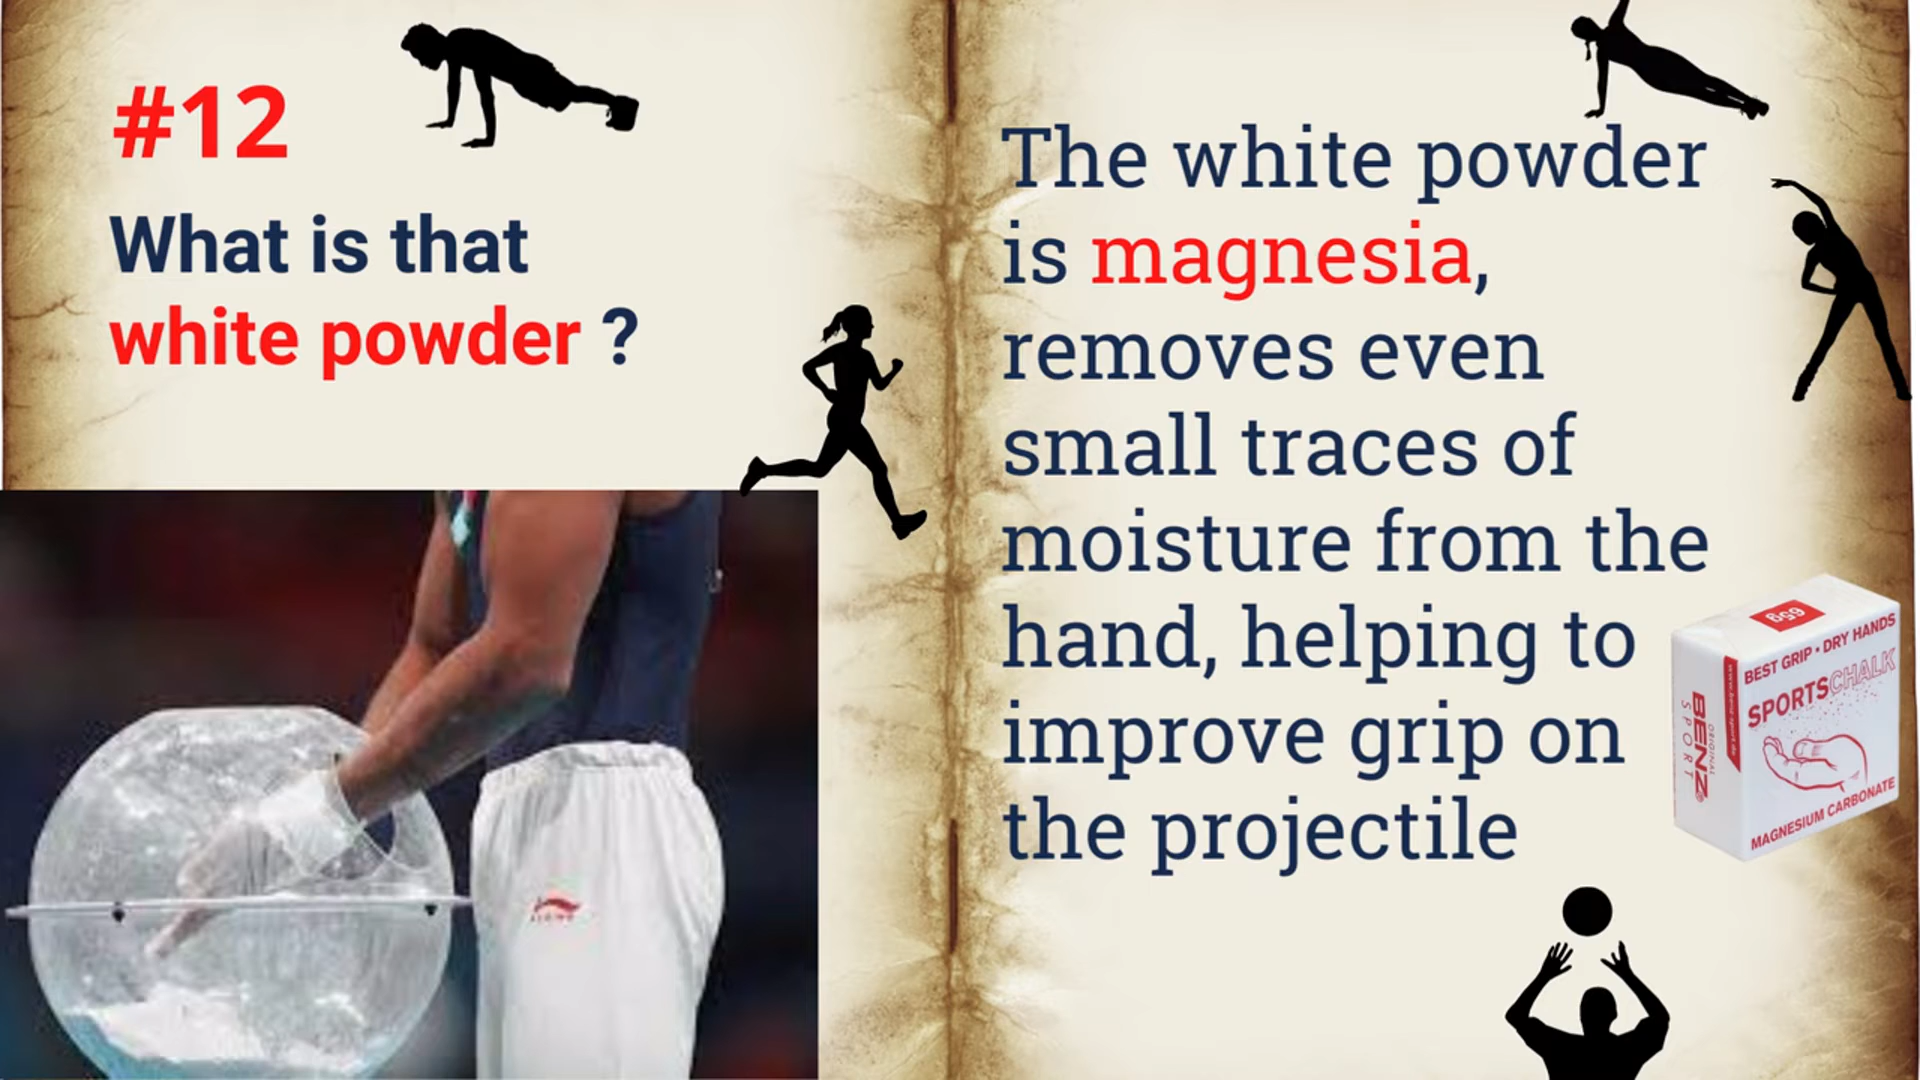 #12
What is that
white powder ?
The white powder
is magnesia,
removes even
small traces of
moisture from the
hand, helping to
improve grip on
the projectile
BEST GRIP • DRY HANDS
SPORTSCHALK
MAGNESIUM CARBONATE
ORIGINAL
BENZ
SPORT